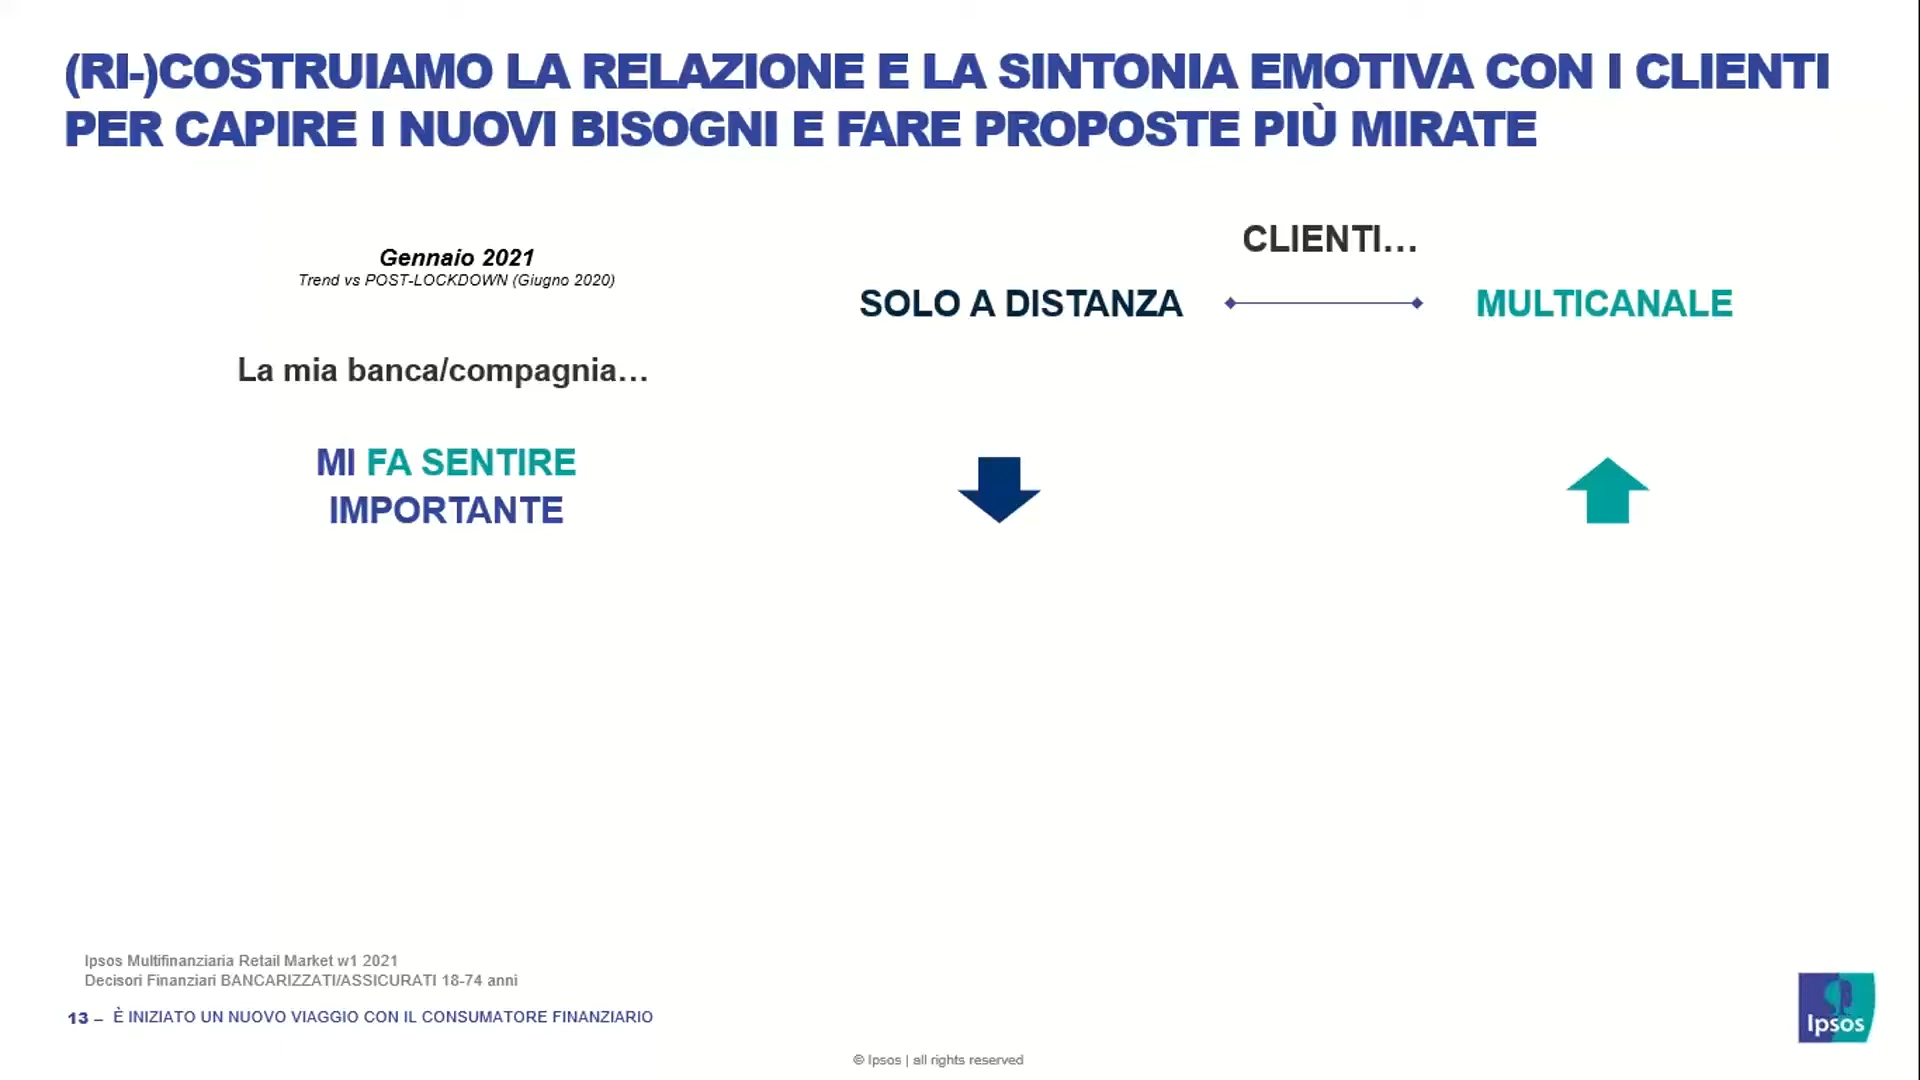 (RI-)COSTRUIAMO LA RELAZIONE E LA SINTONIA EMOTIVA CON I CLIENTI
PER CAPIRE I NUOVI BISOGNI E FARE PROPOSTE PIÙ MIRATE
Gennaio 2021
Trend vs POST-LOCKDOWN (Giugno 2020)
CLIENTI…
SOLO A DISTANZA
MULTICANALE
La mia banca/compagnia…
MI FA SENTIRE
IMPORTANTE
Ipsos Multifinanziaria Retail Market w1 2021
Decisori Finanziari BANCARIZZATI/ASSICURATI 18-74 anni
13 – È INIZIATO UN NUOVO VIAGGIO CON IL CONSUMATORE FINANZIARIO
Ipsos
© Ipsos | all rights reserved